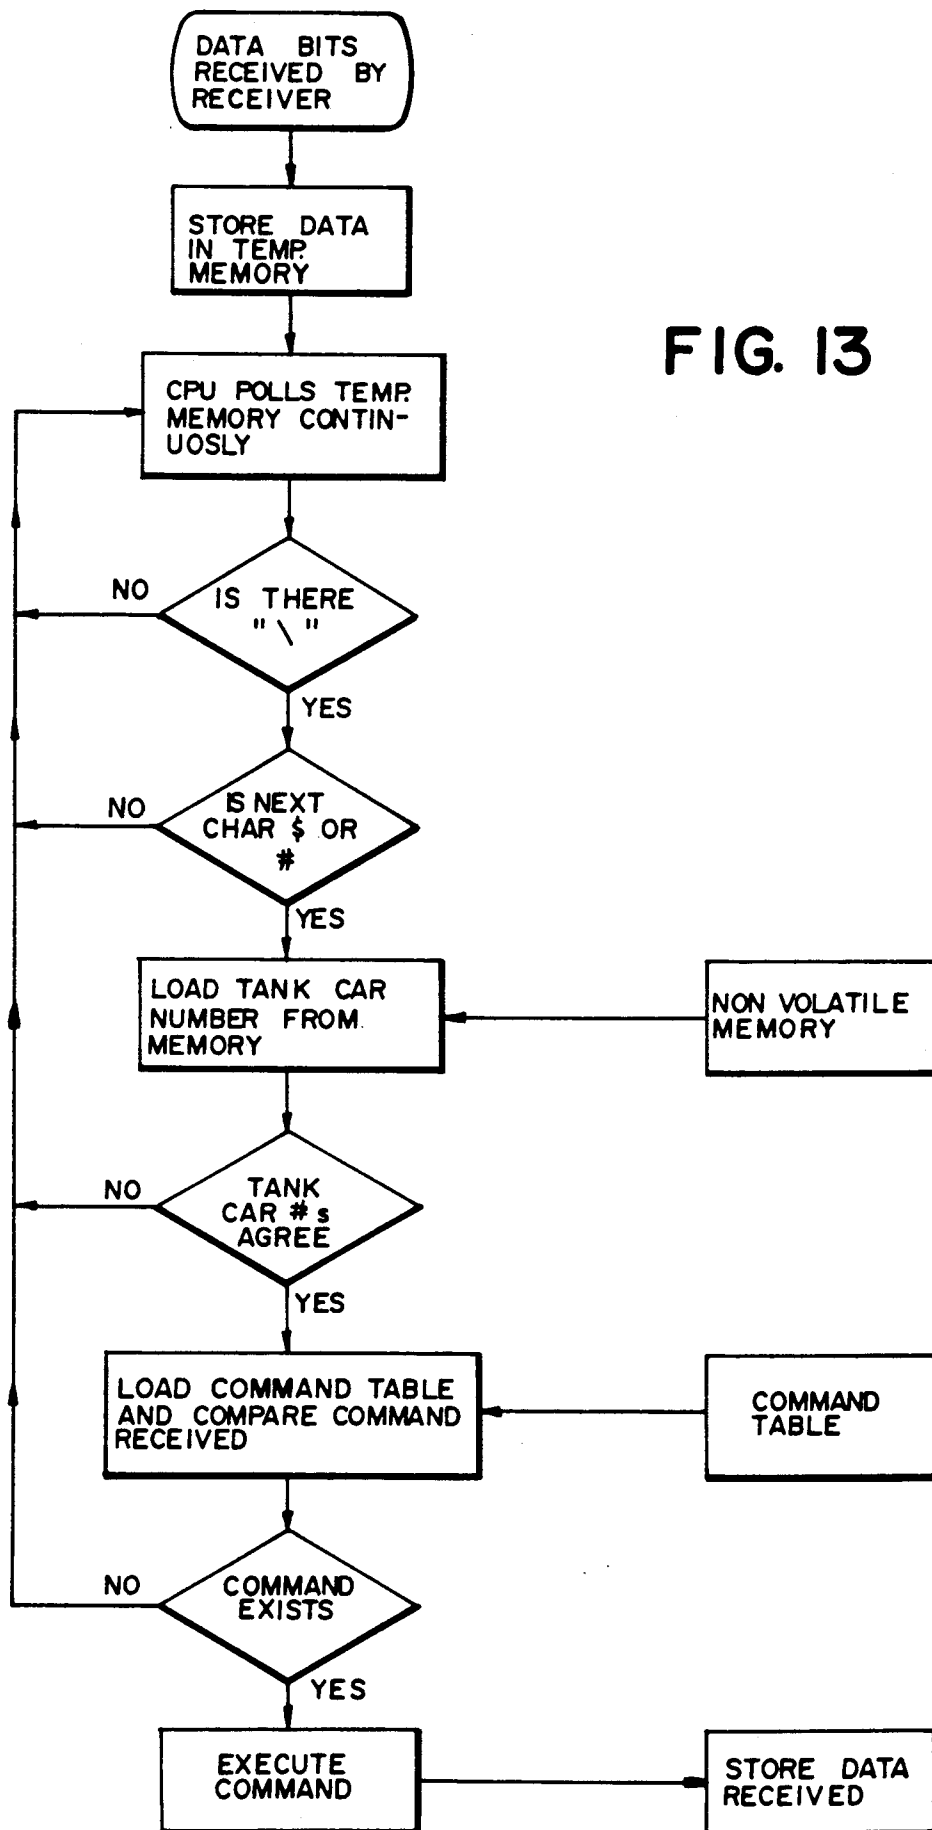 DATA BITS
RECEIVED BY
RECEIVER
STORE DATA
IN TEMP.
MEMORY
FIG. 13
CPU POLLS TEMP.
MEMORY CONTIN-
UOSLY
NO
IS THERE
" \ "
YES
NO
IS NEXT
CHAR $ OR
#
YES
LOAD TANK CAR
NUMBER FROM.
MEMORY
NON VOLATILE
MEMORY
NO
TANK
CAR #s
AGREE
YES
LOAD COMMAND TABLE
AND COMPARE COMMAND
RECEIVED
COMMAND
TABLE
NO
COMMAND
EXISTS
YES
EXECUTE
COMMAND
STORE DATA
RECEIVED